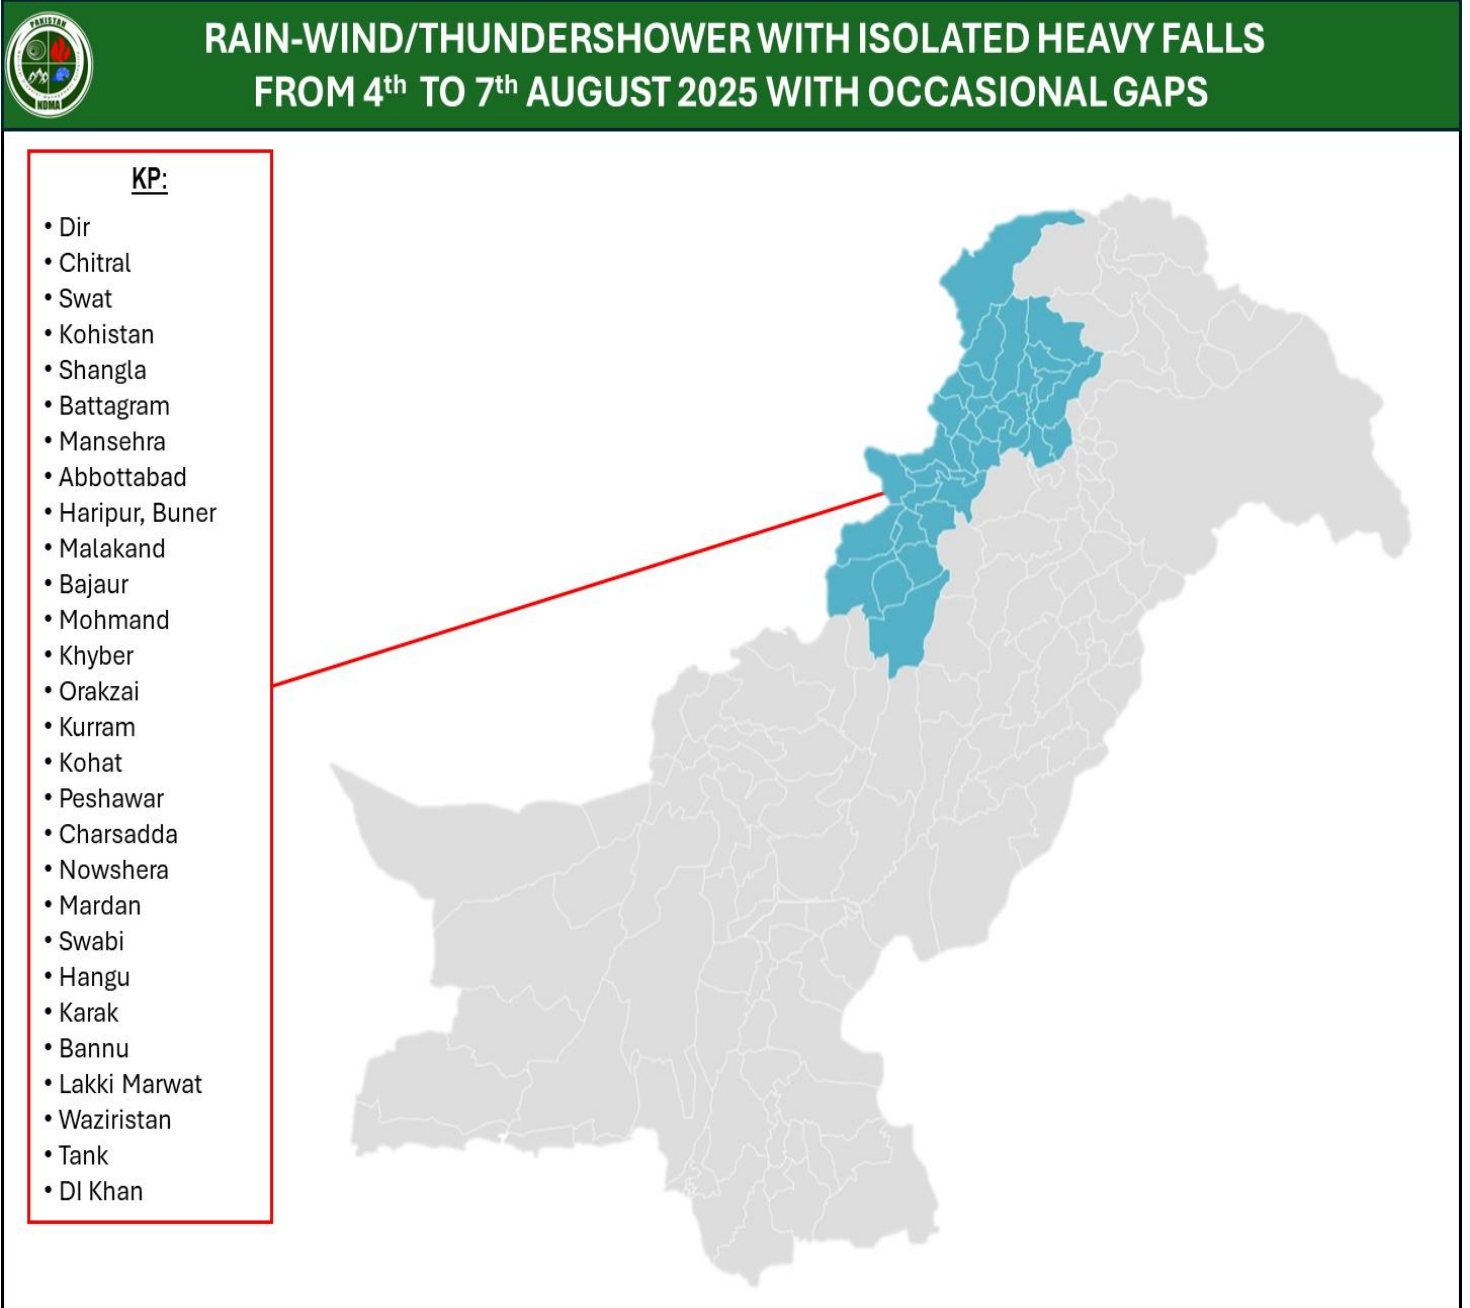 RAIN-WIND/THUNDERSHOWER WITH ISOLATED HEAVY FALLS
FROM 4th TO 7th AUGUST 2025 WITH OCCASIONAL GAPS
PAKISTAN
NDMA
KP:
• Dir
• Chitral
• Swat
• Kohistan
• Shangla
• Battagram
• Mansehra
• Abbottabad
• Haripur, Buner
• Malakand
• Bajaur
• Mohmand
• Khyber
• Orakzai
• Kurram
• Kohat
• Peshawar
• Charsadda
• Nowshera
• Mardan
• Swabi
• Hangu
• Karak
• Bannu
• Lakki Marwat
• Waziristan
• Tank
• DI Khan